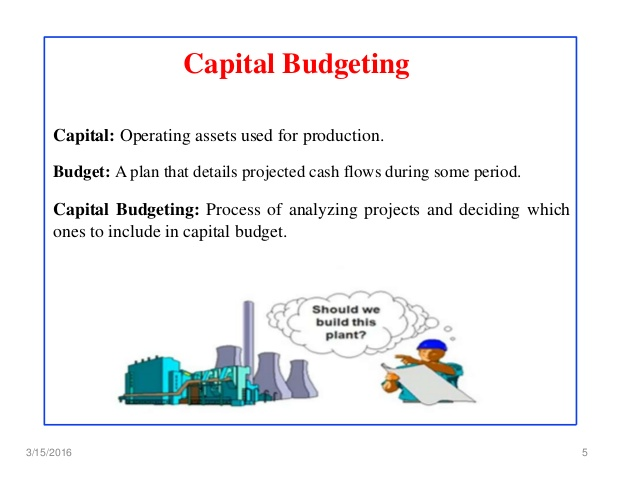 Capital Budgeting
Capital: Operating assets used for production.
Budget: A plan that details projected cash flows during some period.
Capital Budgeting: Process of analyzing projects and deciding which
ones to include in capital budget.
Should we
build this
plant?
3/15/2016
5